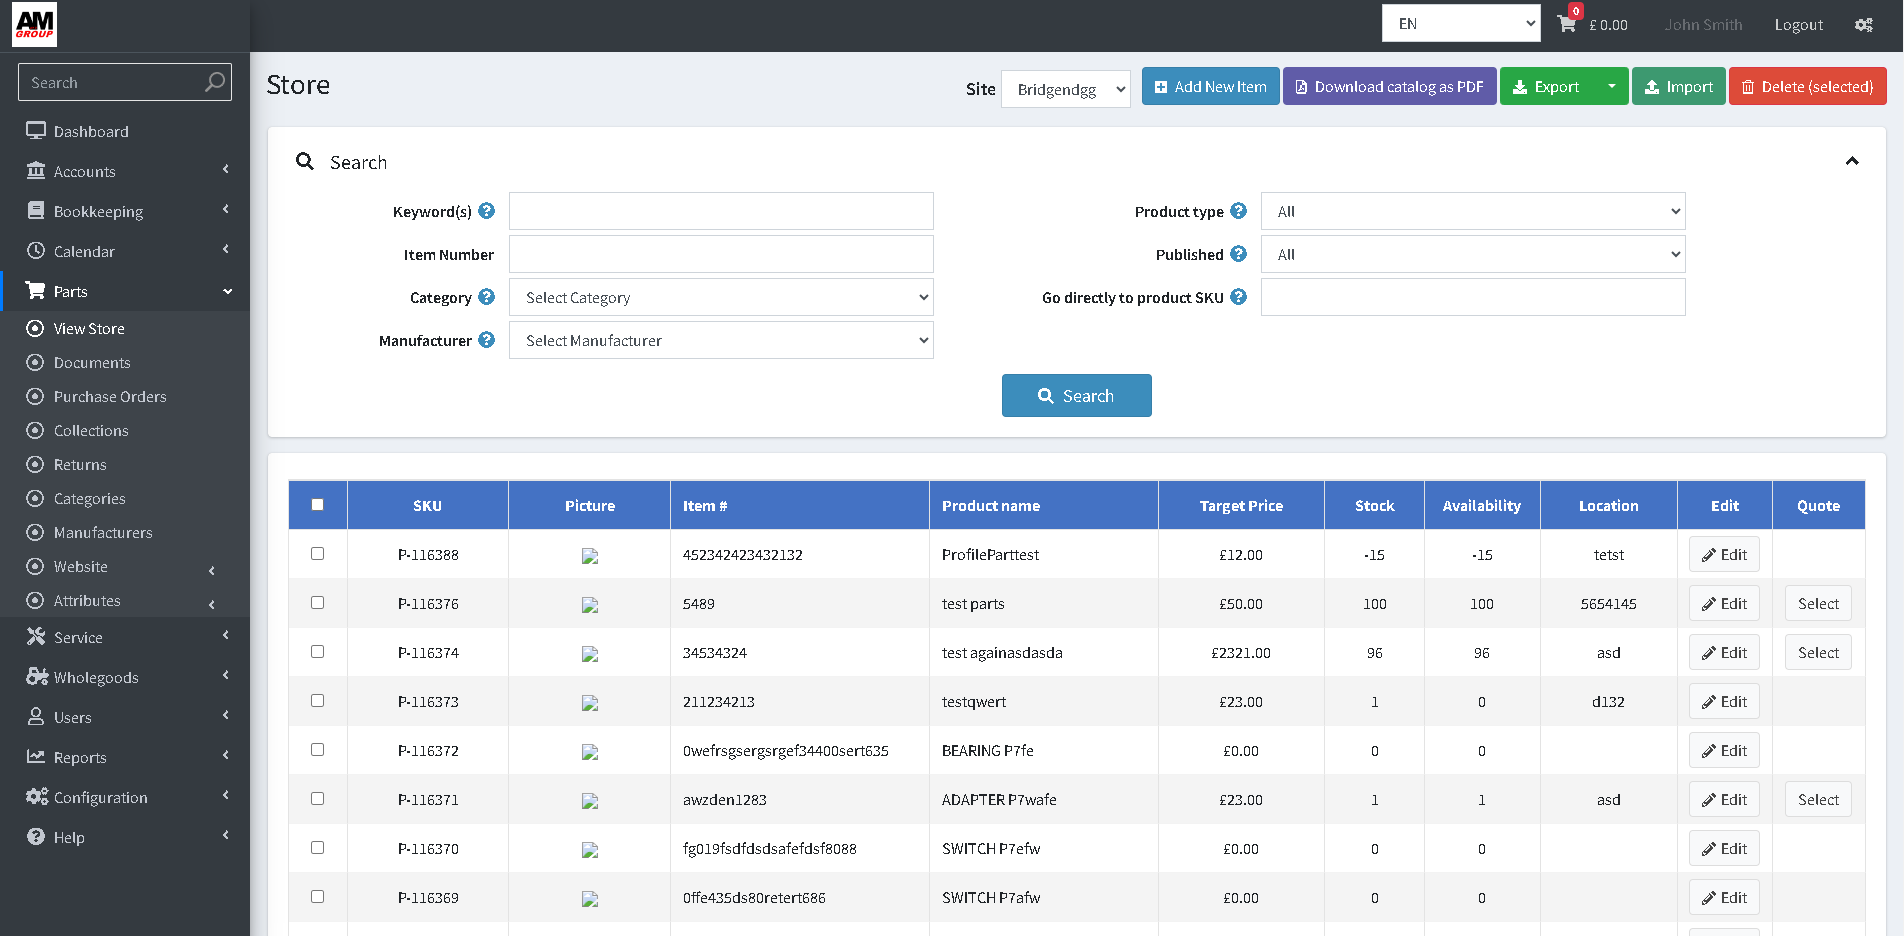 AM
GROUP
EN
0
£ 0.00
John Smith
Logout
Search
Dashboard
Accounts
Bookkeeping
Calendar
Parts
View Store
Documents
Purchase Orders
Collections
Returns
Categories
Manufacturers
Website
Attributes
Service
Wholegoods
Users
Reports
Configuration
Help
Store
Site
Bridgendgg
Add New Item
Download catalog as PDF
Export
Import
Delete (selected)
Search
Keyword(s)
Product type
All
Item Number
Published
All
Category
Select Category
Go directly to product SKU
Manufacturer
Select Manufacturer
Search
SKU Picture Item # Product name Target Price Stock Availability Location Edit Quote
P-116388 452342423432132 ProfileParttest £12.00 -15 -15 tetst Edit
P-116376 5489 test parts £50.00 100 100 5654145 Edit Select
P-116374 34534324 test againasdasda £2321.00 96 96 asd Edit Select
P-116373 211234213 testqwert £23.00 1 0 d132 Edit
P-116372 0wefrsgsergsrgef34400sert635 BEARING P7fe £0.00 0 0 Edit
P-116371 awzden1283 ADAPTER P7wafe £23.00 1 1 asd Edit Select
P-116370 fg019fsdfdsdsafefdsf8088 SWITCH P7efw £0.00 0 0 Edit
P-116369 0ffe435ds80retert686 SWITCH P7afw £0.00 0 0 Edit